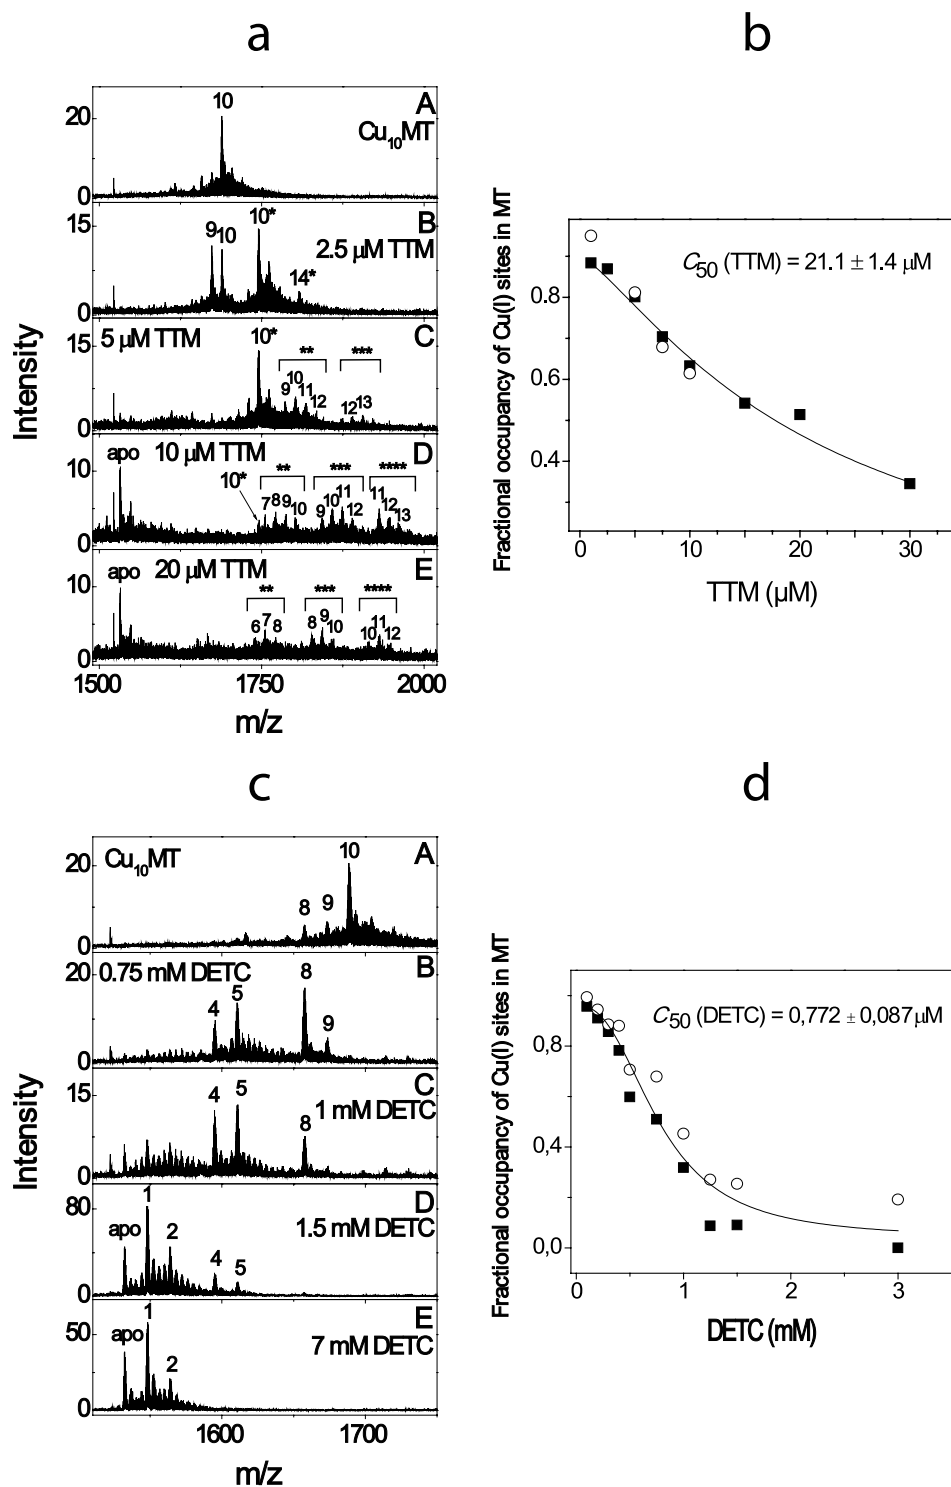 a
A
10
20
Cu10MT
0
B
15
10*
9 10
2.5 µM TTM
14*
0
C
5 µM TTM
10*
15
**
***
9
10
11
12
12
13
0
D
apo
10 µM TTM
10
10*
**
***
****
7 8 9 10
9
10
11
12
11
12
13
0
E
apo
20 µM TTM
10
**
***
****
6
7
8
8
9
10
10
11
12
0
1500
1750
2000
Intensity
m/z
b
Fractional occupancy of Cu(I) sites in MT
C50 (TTM) = 21.1 ± 1.4 µM
0.8
0.6
0.4
0
10
20
30
TTM (µM)
c
A
Cu10MT
10
20
8
9
0
B
0.75 mM DETC
20
4
5
8
9
0
C
15
4
5
1 mM DETC
8
0
D
80
1
apo
2
1.5 mM DETC
4
5
0
E
1
apo
50
7 mM DETC
2
0
1600
1700
Intensity
m/z
d
Fractional occupancy of Cu(I) sites in MT
C50 (DETC) = 0,772 ± 0,087 µM
0,8
0,4
0,0
0
1
2
3
DETC (mM)